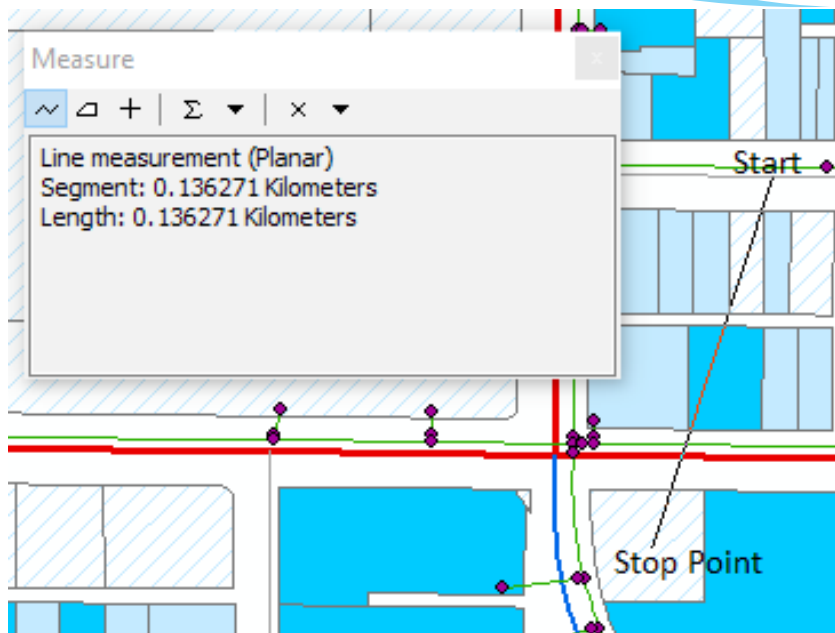 Measure
Line measurement (Planar)
Segment: 0.136271 Kilometers
Length: 0.136271 Kilometers
Start
Stop Point